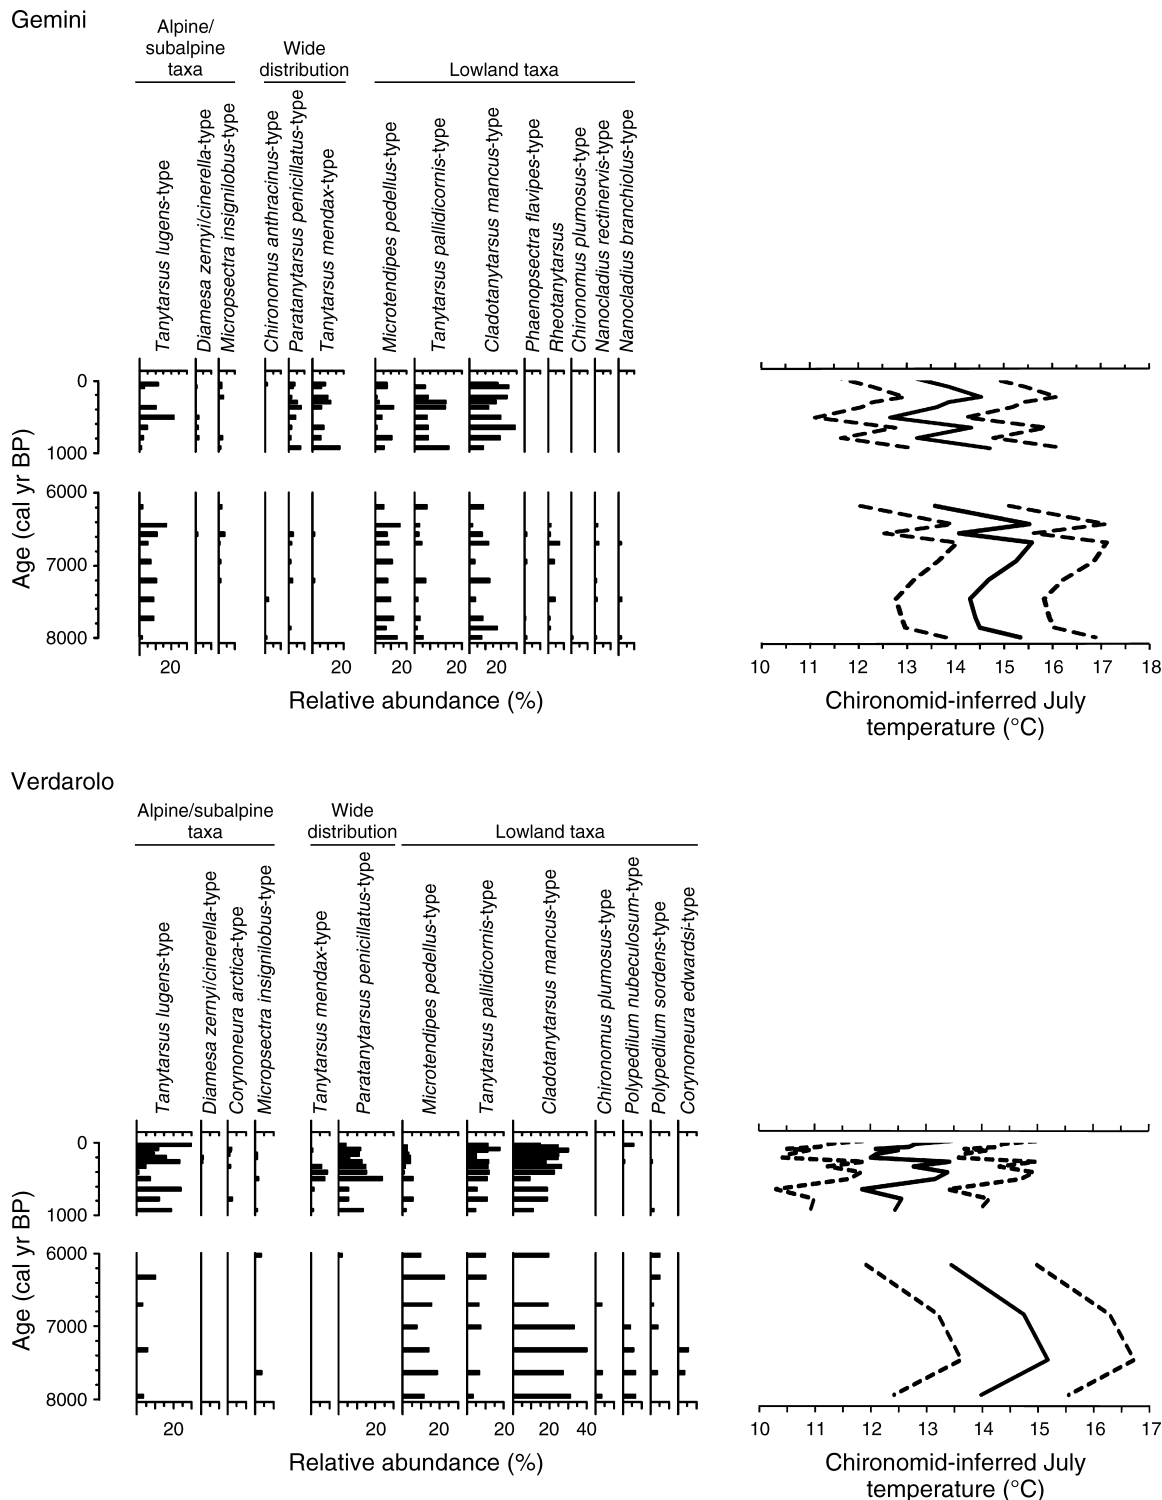 Gemini
Alpine/
subalpine
taxa
Wide
distribution
Lowland taxa
Tanytarsus lugens-type
Diamesa zernyi/cinerella-type
Micropsectra insignilobus-type
Chironomus anthracinus-type
Paratanytarsus penicillatus-type
Tanytarsus mendax-type
Microtendipes pedellus-type
Tanytarsus pallidicornis-type
Cladotanytarsus mancus-type
Phaenopsectra flavipes-type
Rheotanytarsus
Chironomus plumosus-type
Nanocladius rectinervis-type
Nanocladus branchiolus-type
Age (cal yr BP)
0
1000
6000
7000
8000
20 20 20 20 20
10 11 12 13 14 15 16 17 18
Relative abundance (%)
Chironomid-inferred July
temperature (°C)
Verdarolo
Alpine/subalpine
taxa
Wide
distribution
Lowland taxa
Tanytarsus lugens-type
Diamesa zernyi/cinerella-type
Corynoneura arctica-type
Micropsectra insignilobus-type
Tanytarsus mendax-type
Paratanytarsus penicillatus-type
Microtendipes pedellus-type
Tanytarsus pallidicornis-type
Cladotanytarsus mancus-type
Chironomus plumosus-type
Polypedilum nubeculosum-type
Polypedilum sordens-type
Corynoneura edwardsi-type
Age (cal yr BP)
0
1000
6000
7000
8000
20 20 20 20 20 40
10 11 12 13 14 15 16 17
Relative abundance (%)
Chironomid-inferred July
temperature (°C)